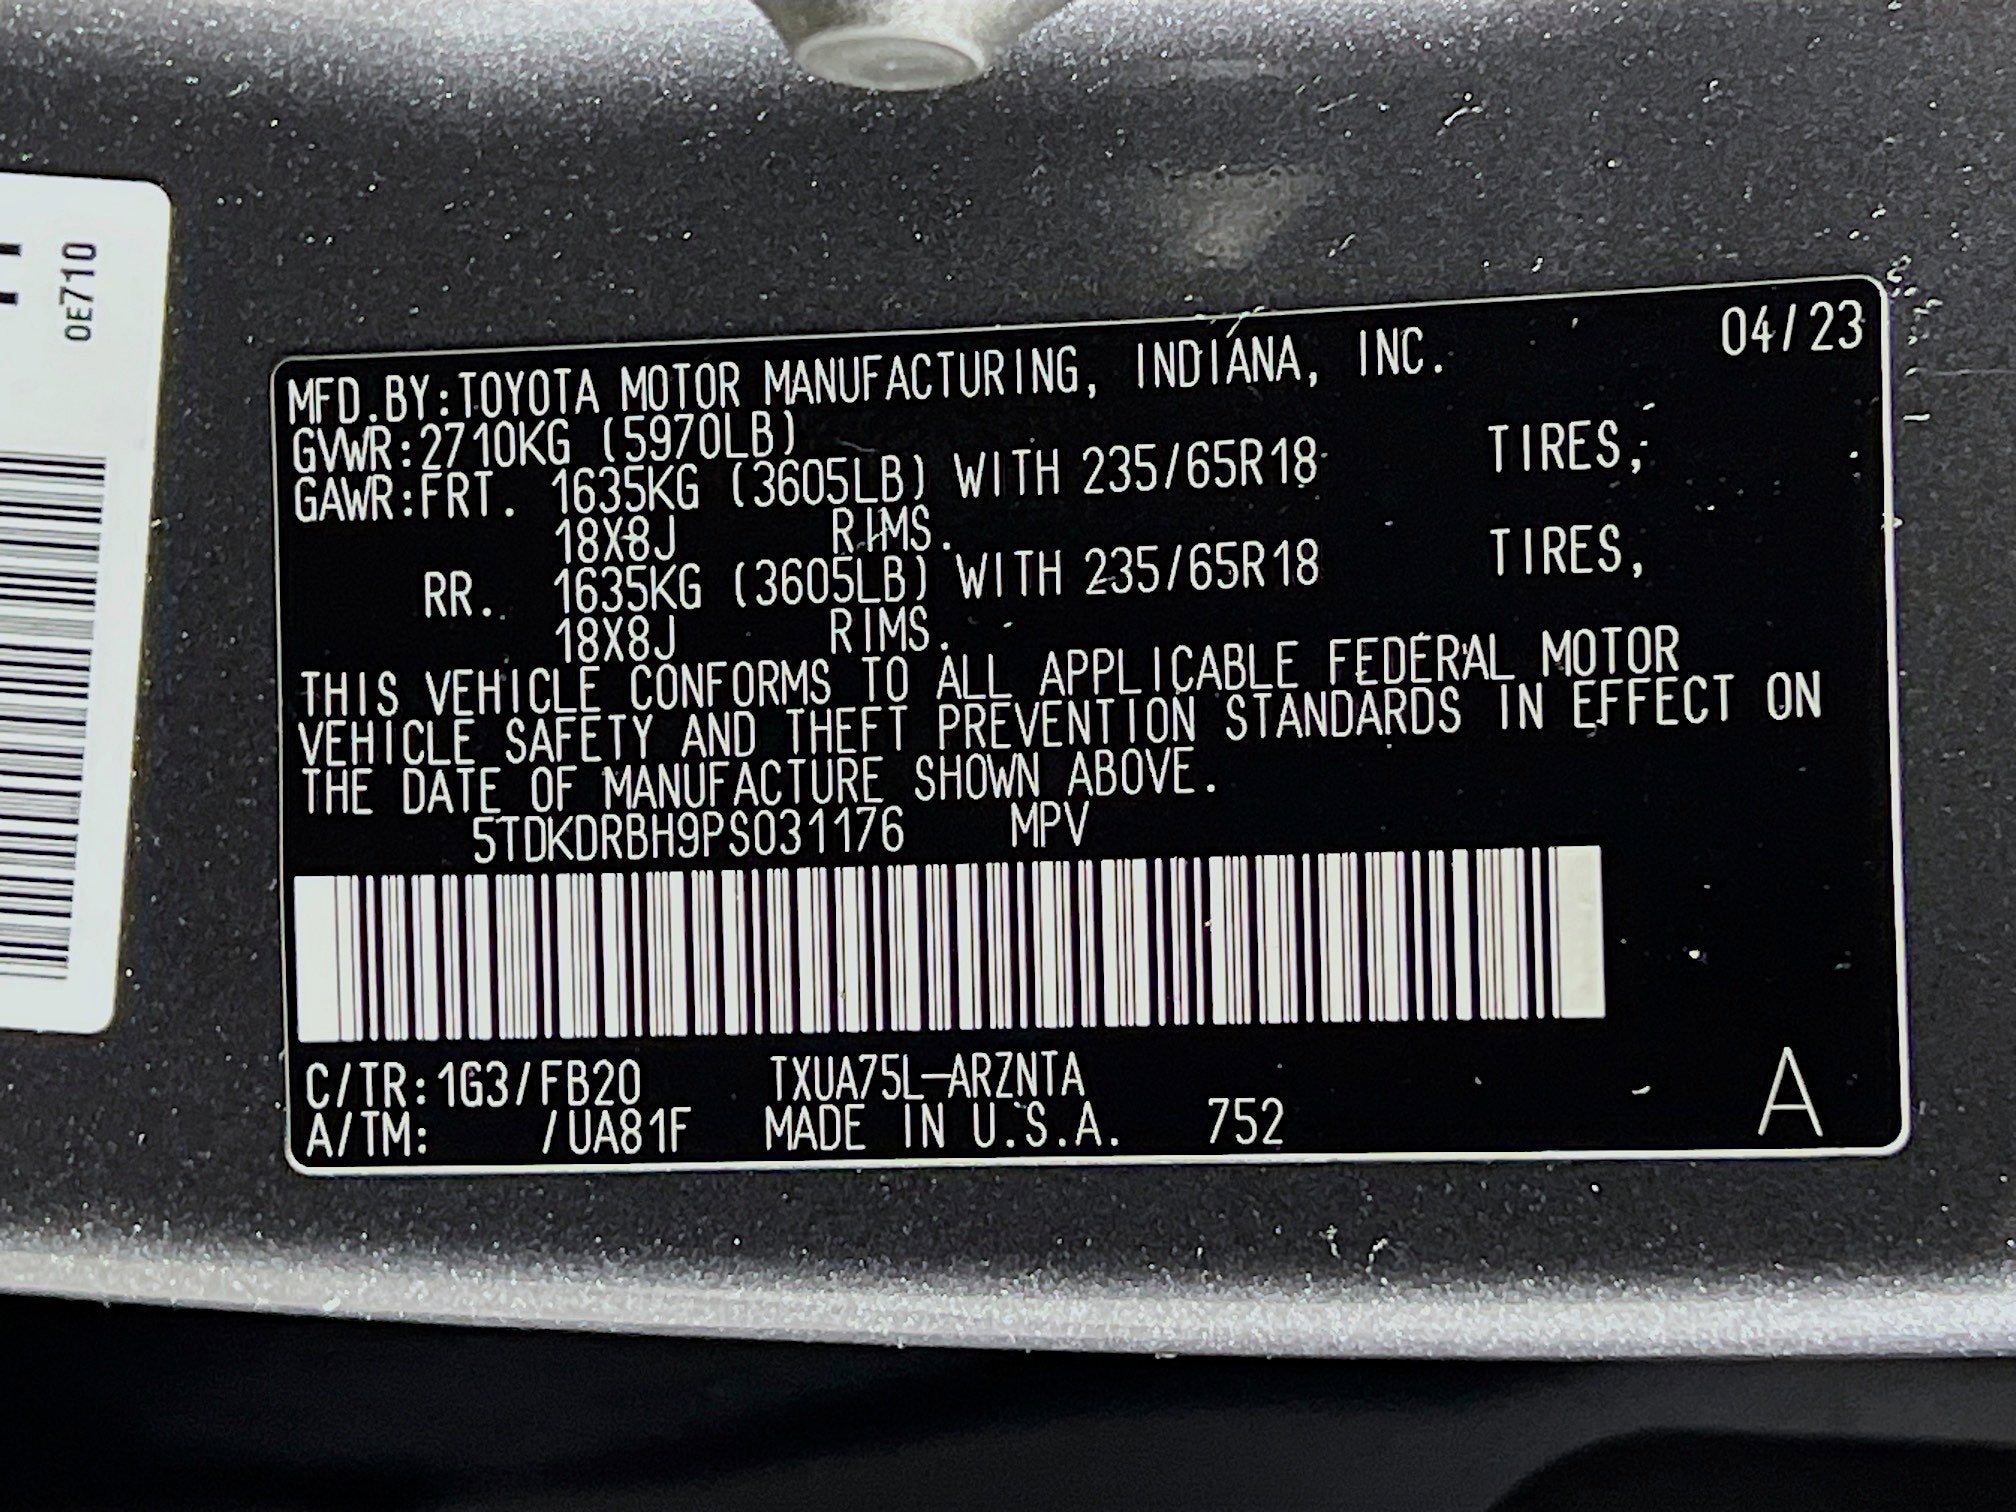 0E710
MFD.BY:TOYOTA MOTOR MANUFACTURING, INDIANA, INC. 04/23
GVWR:2710KG (5970LB)
GAWR:FRT. 1635KG (3605LB) WITH 235/65R18 TIRES,
18X8J RIMS.
RR. 1635KG (3605LB) WITH 235/65R18 TIRES,
18X8J RIMS.
THIS VEHICLE CONFORMS TO ALL APPLICABLE FEDERAL MOTOR
VEHICLE SAFETY AND THEFT PREVENTION STANDARDS IN EFFECT ON
THE DATE OF MANUFACTURE SHOWN ABOVE.
5TDKDRBH9PS031176 MPV
C/TR:1G3/FB20 TXUA75L-ARZNTA
A/TM: /UA81F MADE IN U.S.A. 752 A